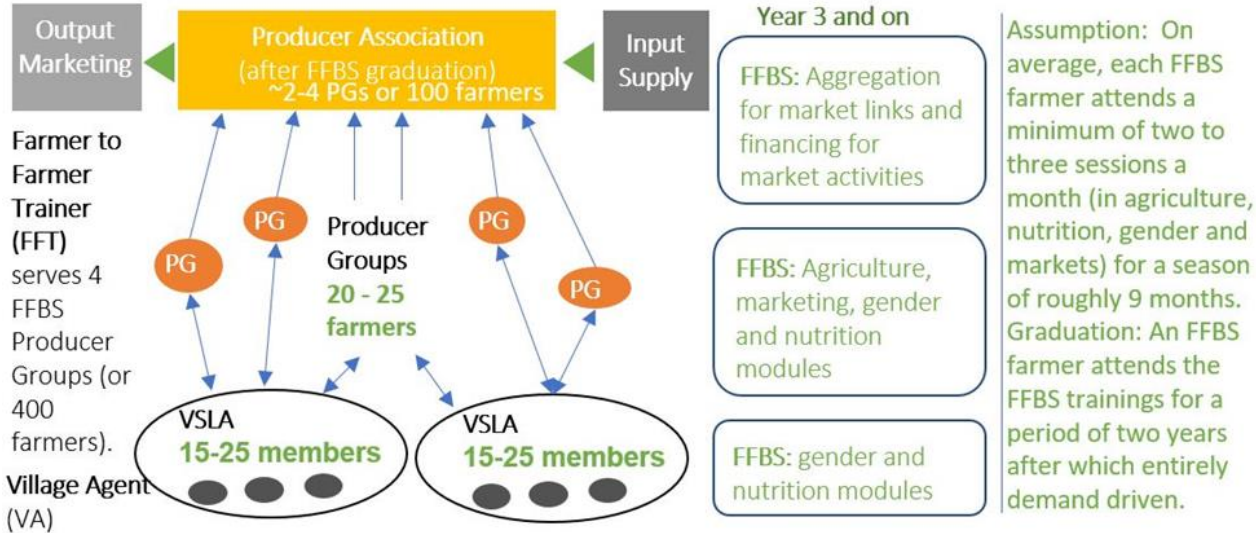 Output
Marketing
Producer Association
(after FFBS graduation)
~2-4 PGs or 100 farmers
Input
Supply
Farmer to
Farmer
Trainer
(FFT)
serves 4
FFBS
Producer
Groups (or
400
farmers).
Village Agent
(VA)
PG
PG
Producer
Groups
20 - 25
farmers
PG
PG
VSLA
15-25 members
VSLA
15-25 members
Year 3 and on
FFBS: Aggregation
for market links and
financing for
market activities
FFBS: Agriculture,
marketing, gender
and nutrition
modules
FFBS: gender and
nutrition modules
Assumption: On
average, each FFBS
farmer attends a
minimum of two to
three sessions a
month (in agriculture,
nutrition, gender and
markets) for a season
of roughly 9 months.
Graduation: An FFBS
farmer attends the
FFBS trainings for a
period of two years
after which entirely
demand driven.